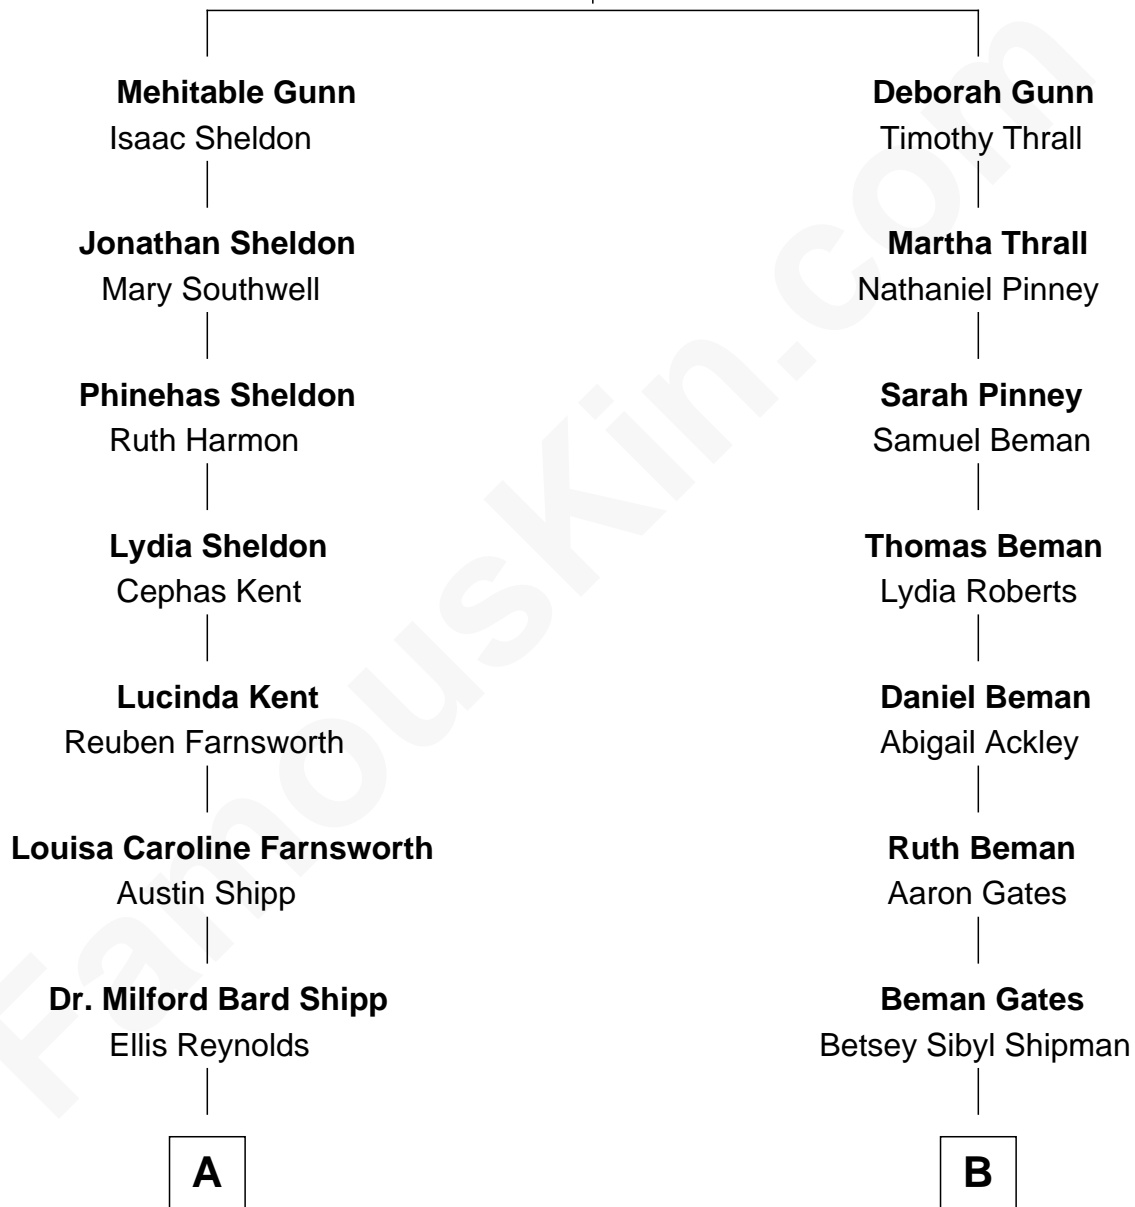 Mehitable Gunn
Isaac Sheldon
Jonathan Sheldon
Mary Southwell
Phinehas Sheldon
Ruth Harmon
Lydia Sheldon
Cephas Kent
Lucinda Kent
Reuben Farnsworth
Louisa Caroline Farnsworth
Austin Shipp
Dr. Milford Bard Shipp
Ellis Reynolds
A
Deborah Gunn
Timothy Thrall
Martha Thrall
Nathaniel Pinney
Sarah Pinney
Samuel Beman
Thomas Beman
Lydia Roberts
Daniel Beman
Abigail Ackley
Ruth Beman
Aaron Gates
Beman Gates
Betsey Sibyl Shipman
B
FamousKin.com